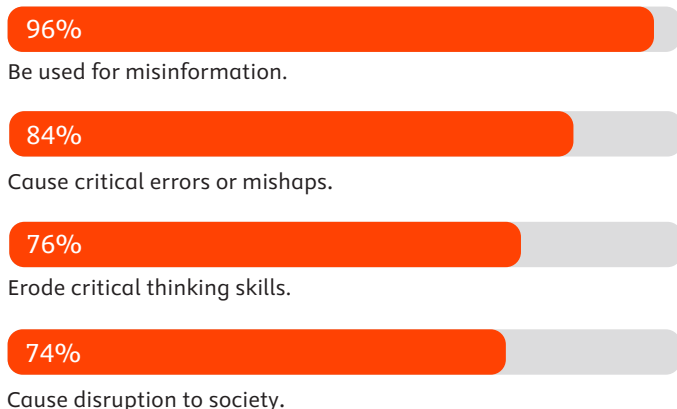 96%
Be used for misinformation.
84%
Cause critical errors or mishaps.
76%
Erode critical thinking skills.
74%
Cause disruption to society.